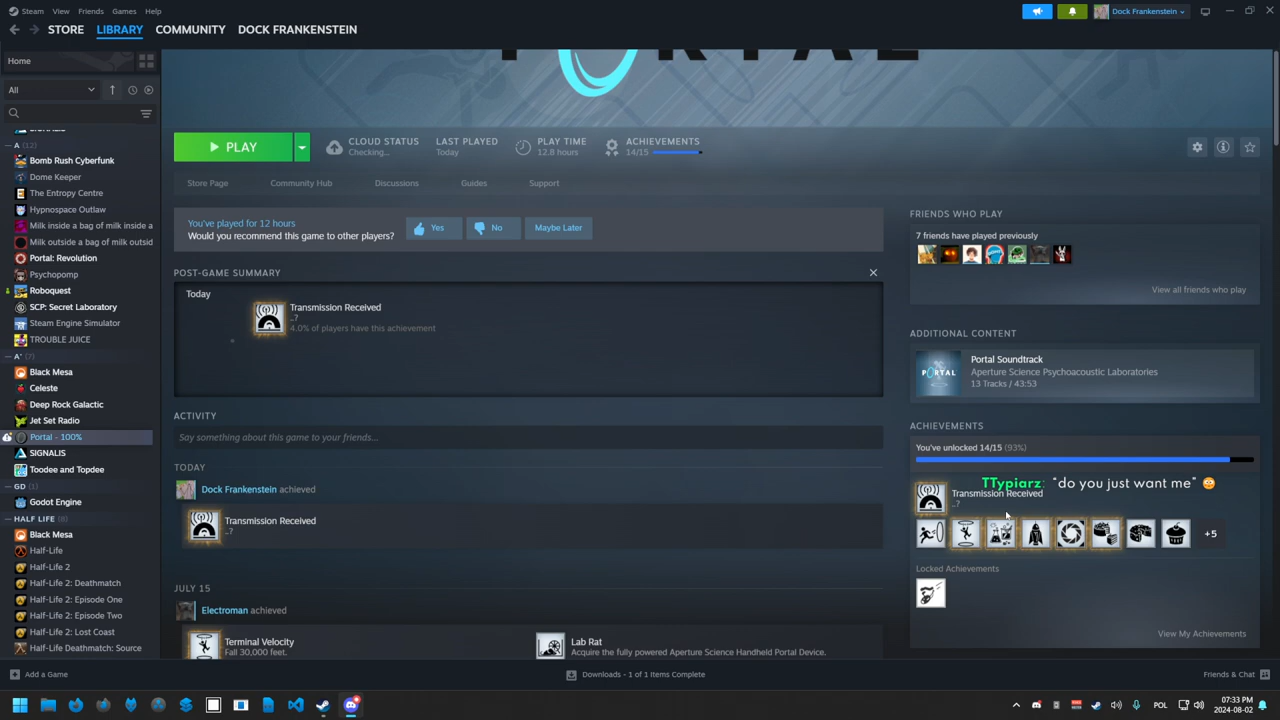 Steam View Friends Games Help
Dock Frankenstein
STORE LIBRARY COMMUNITY DOCK FRANKENSTEIN
Home
All
PORTAL
PLAY
CLOUD STATUS
Checking...
LAST PLAYED
Today
PLAY TIME
12.8 hours
ACHIEVEMENTS
14/15
Store Page Community Hub Discussions Guides Support
You've played for 12 hours
Would you recommend this game to other players?
Yes No Maybe Later
POST-GAME SUMMARY
Today
Transmission Received
..?
4.0% of players have this achievement
ACTIVITY
Say something about this game to your friends...
TODAY
Dock Frankenstein achieved
Transmission Received
..?
JULY 15
Electroman achieved
Terminal Velocity
Fall 30,000 feet.
Lab Rat
Acquire the fully powered Aperture Science Handheld Portal Device.
FRIENDS WHO PLAY
7 friends have played previously
View all friends who play
ADDITIONAL CONTENT
PORTAL
Portal Soundtrack
Aperture Science Psychoacoustic Laboratories
13 Tracks / 43:53
ACHIEVEMENTS
You've unlocked 14/15 (93%)
TTypiarz: "do you just want me" 😳
Transmission Received
..?
+5
Locked Achievements
View My Achievements
A (12)
Bomb Rush Cyberfunk
Dome Keeper
The Entropy Centre
Hypnospace Outlaw
Milk inside a bag of milk inside a
Milk outside a bag of milk outsid
Portal: Revolution
Psychopomp
Roboquest
SCP: Secret Laboratory
Steam Engine Simulator
TROUBLE JUICE
A' (7)
Black Mesa
Celeste
Deep Rock Galactic
Jet Set Radio
Portal - 100%
SIGNALIS
Toodee and Topdee
GD (1)
Godot Engine
HALF LIFE (8)
Black Mesa
Half-Life
Half-Life 2
Half-Life 2: Deathmatch
Half-Life 2: Episode One
Half-Life 2: Episode Two
Half-Life 2: Lost Coast
Half-Life Deathmatch: Source
Add a Game
Downloads - 1 of 1 Items Complete
Friends & Chat
POL
07:33 PM
2024-08-02